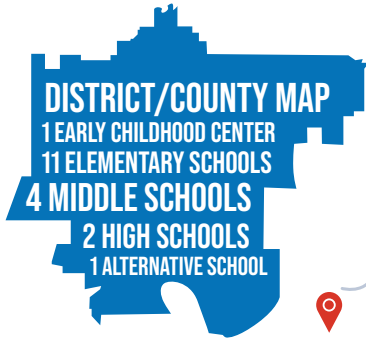 DISTRICT/COUNTY MAP
1 EARLY CHILDHOOD CENTER
11 ELEMENTARY SCHOOLS
4 MIDDLE SCHOOLS
2 HIGH SCHOOLS
1 ALTERNATIVE SCHOOL